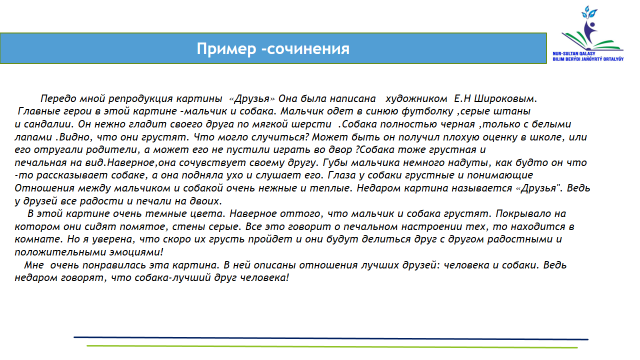 Пример -сочинения
NUR-SULTAN QALASY
BILIM BERÝDI JAŃǴYRTÝ ORTALYǴY
Передо мной репродукция картины «Друзья» Она была написана художником Е.Н Широковым.
Главные герои в этой картине -мальчик и собака. Мальчик одет в синюю футболку ,серые штаны
и сандалии. Он нежно гладит своего друга по мягкой шерсти .Собака полностью черная ,только с белыми
лапами .Видно, что они грустят. Что могло случиться? Может быть он получил плохую оценку в школе, или
его отругали родители, а может его не пустили играть во двор ?Собака тоже грустная и
печальная на вид.Наверное,она сочувствует своему другу. Губы мальчика немного надуты, как будто он что
-то рассказывает собаке, а она подняла ухо и слушает его. Глаза у собаки грустные и понимающие
Отношения между мальчиком и собакой очень нежные и теплые. Недаром картина называется «Друзья". Ведь
у друзей все радости и печали на двоих.
В этой картине очень темные цвета. Наверное оттого, что мальчик и собака грустят. Покрывало на
котором они сидят помятое, стены серые. Все это говорит о печальном настроении тех, то находится в
комнате. Но я уверена, что скоро их грусть пройдет и они будут делиться друг с другом радостными и
положительными эмоциями!
Мне очень понравилась эта картина. В ней описаны отношения лучших друзей: человека и собаки. Ведь
недаром говорят, что собака-лучший друг человека!